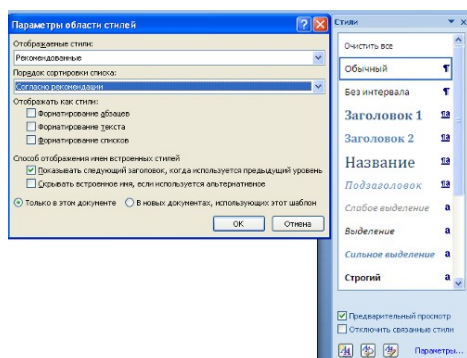 Параметры области стилей
Отображаемые стили:
Рекомендованные
Порядок сортировки списка:
Согласно рекомендации
Отображать как стили:
Форматирование абзацев
Форматирование текста
Форматирование списков
Способ отображения имен встроенных стилей
Показывать следующий заголовок, когда используется предыдущий уровень
Скрывать встроенное имя, если используется альтернативное
Только в этом документе В новых документах, использующих этот шаблон
ОК Отмена
Стили
Очистить все
Обычный ¶
Без интервала ¶
Заголовок 1 ¶a
Заголовок 2 ¶a
Название ¶a
Подзаголовок ¶a
Слабое выделение a
Выделение a
Сильное выделение a
Строгий a
Предварительный просмотр
Отключить связанные стили
Параметры...